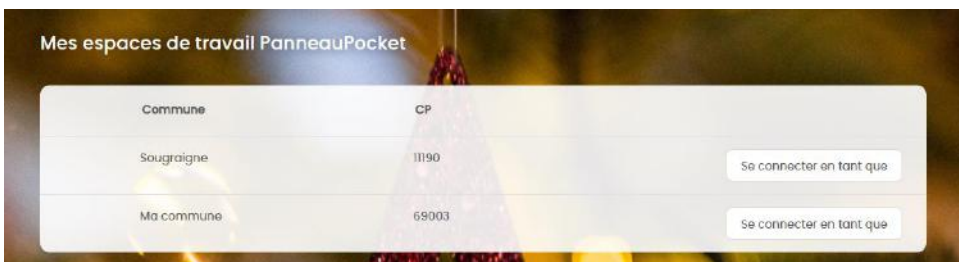 Mes espaces de travail PanneauPocket
Commune CP
Sougraigne 11190 Se connecter en tant que
Ma commune 69003 Se connecter en tant que